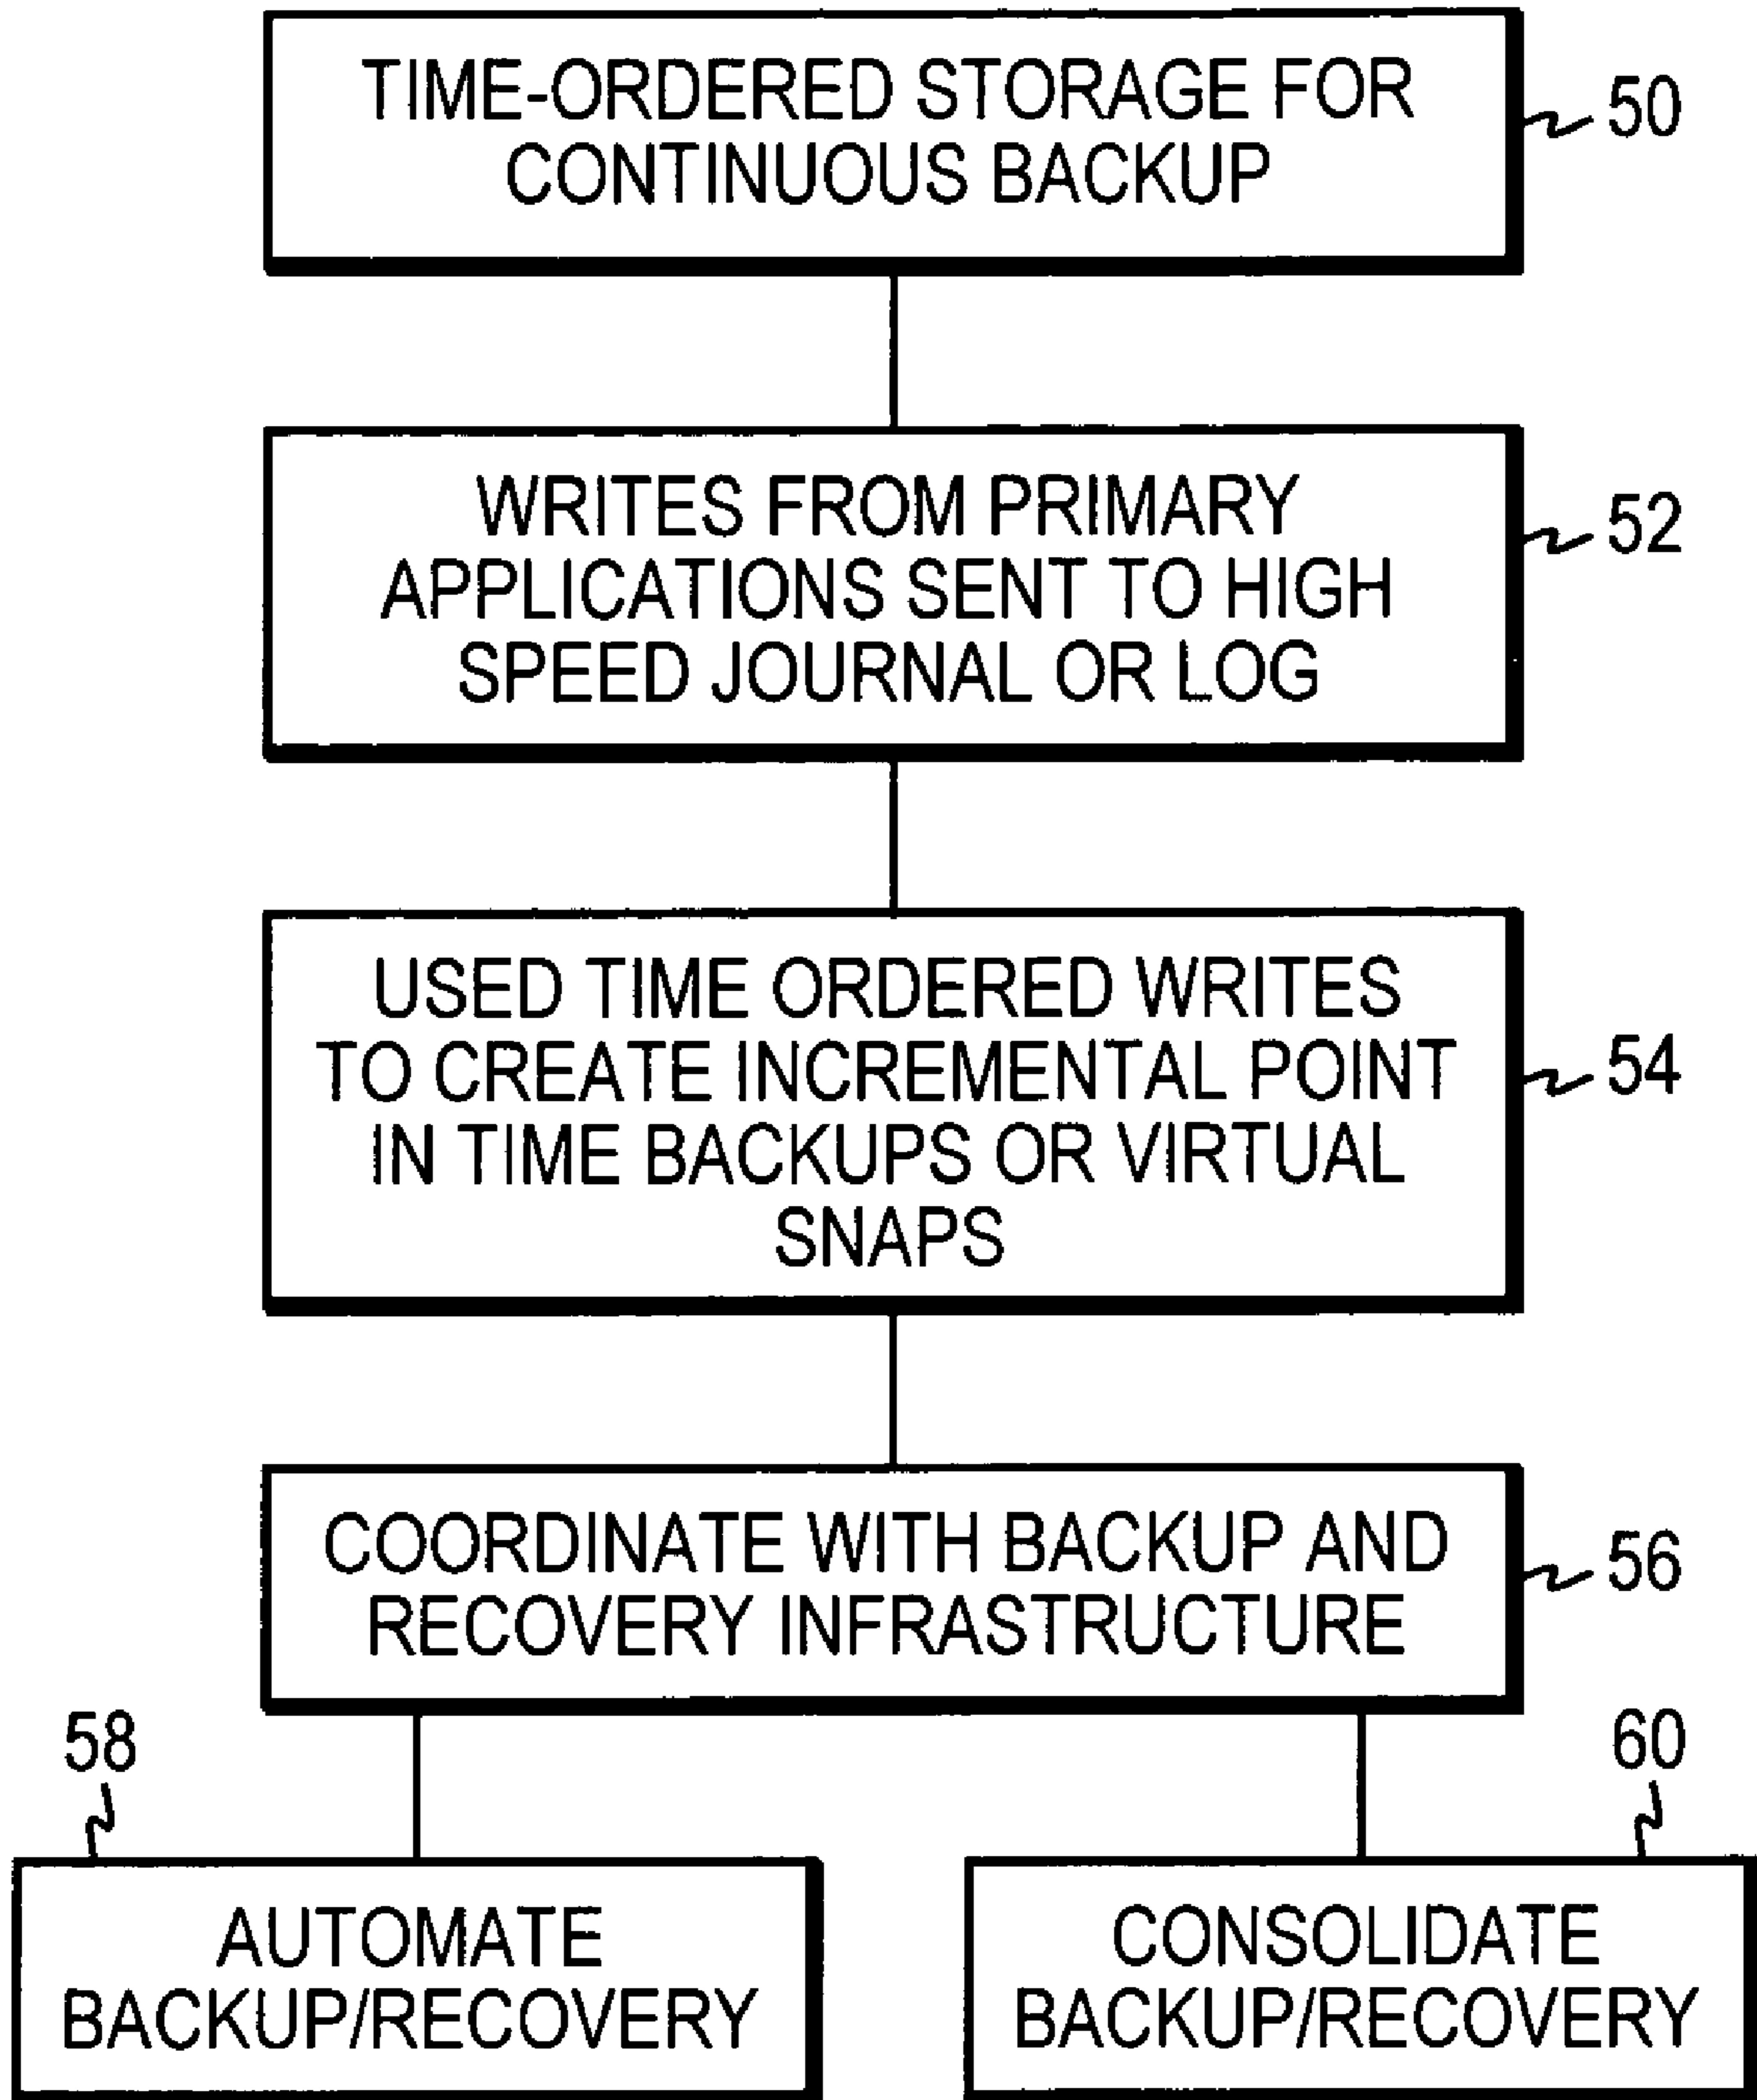 TIME-ORDERED STORAGE FOR
CONTINUOUS BACKUP
50
WRITES FROM PRIMARY
APPLICATIONS SENT TO HIGH
SPEED JOURNAL OR LOG
52
USED TIME ORDERED WRITES
TO CREATE INCREMENTAL POINT
IN TIME BACKUPS OR VIRTUAL
SNAPS
54
COORDINATE WITH BACKUP AND
RECOVERY INFRASTRUCTURE
56
58
AUTOMATE
BACKUP/RECOVERY
60
CONSOLIDATE
BACKUP/RECOVERY